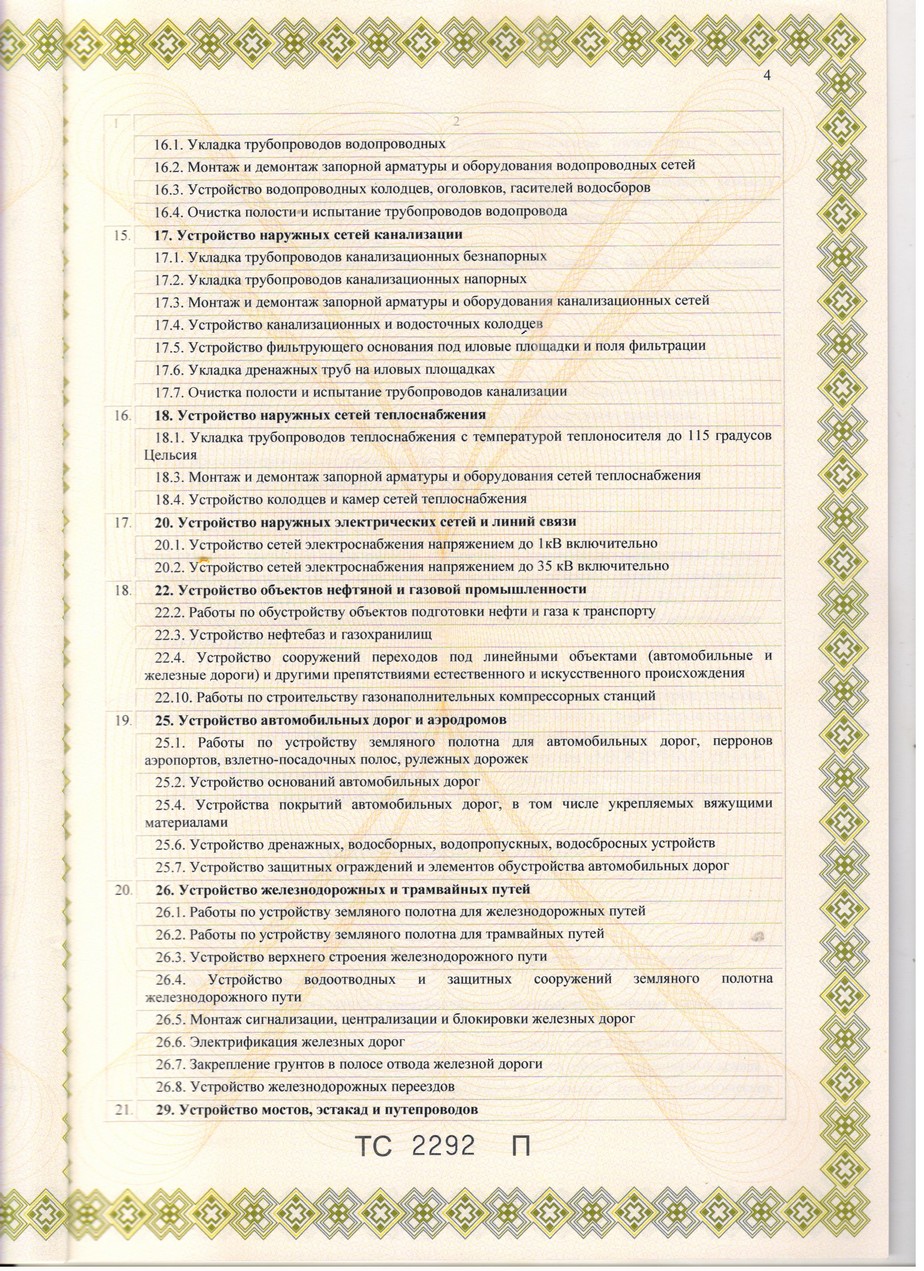 4
1 2
16.1. Укладка трубопроводов водопроводных
16.2. Монтаж и демонтаж запорной арматуры и оборудования водопроводных сетей
16.3. Устройство водопроводных колодцев, оголовков, гасителей водосборов
16.4. Очистка полости и испытание трубопроводов водопровода
15. 17. Устройство наружных сетей канализации
17.1. Укладка трубопроводов канализационных безнапорных
17.2. Укладка трубопроводов канализационных напорных
17.3. Монтаж и демонтаж запорной арматуры и оборудования канализационных сетей
17.4. Устройство канализационных и водосточных колодцев
17.5. Устройство фильтрующего основания под иловые площадки и поля фильтрации
17.6. Укладка дренажных труб на иловых площадках
17.7. Очистка полости и испытание трубопроводов канализации
16. 18. Устройство наружных сетей теплоснабжения
18.1. Укладка трубопроводов теплоснабжения с температурой теплоносителя до 115 градусов
Цельсия
18.3. Монтаж и демонтаж запорной арматуры и оборудования сетей теплоснабжения
18.4. Устройство колодцев и камер сетей теплоснабжения
17. 20. Устройство наружных электрических сетей и линий связи
20.1. Устройство сетей электроснабжения напряжением до 1кВ включительно
20.2. Устройство сетей электроснабжения напряжением до 35 кВ включительно
18. 22. Устройство объектов нефтяной и газовой промышленности
22.2. Работы по обустройству объектов подготовки нефти и газа к транспорту
22.3. Устройство нефтебаз и газохранилищ
22.4. Устройство сооружений переходов под линейными объектами (автомобильные и
железные дороги) и другими препятствиями естественного и искусственного происхождения
22.10. Работы по строительству газонаполнительных компрессорных станций
19. 25. Устройство автомобильных дорог и аэродромов
25.1. Работы по устройству земляного полотна для автомобильных дорог, перронов
аэропортов, взлетно-посадочных полос, рулежных дорожек
25.2. Устройство оснований автомобильных дорог
25.4. Устройства покрытий автомобильных дорог, в том числе укрепляемых вяжущими
материалами
25.6. Устройство дренажных, водосборных, водопропускных, водосбросных устройств
25.7. Устройство защитных ограждений и элементов обустройства автомобильных дорог
20. 26. Устройство железнодорожных и трамвайных путей
26.1. Работы по устройству земляного полотна для железнодорожных путей
26.2. Работы по устройству земляного полотна для трамвайных путей
26.3. Устройство верхнего строения железнодорожного пути
26.4. Устройство водоотводных и защитных сооружений земляного полотна
железнодорожного пути
26.5. Монтаж сигнализации, централизации и блокировки железных дорог
26.6. Электрификация железных дорог
26.7. Закрепление грунтов в полосе отвода железной дороги
26.8. Устройство железнодорожных переездов
21. 29. Устройство мостов, эстакад и путепроводов
ТС 2292 П